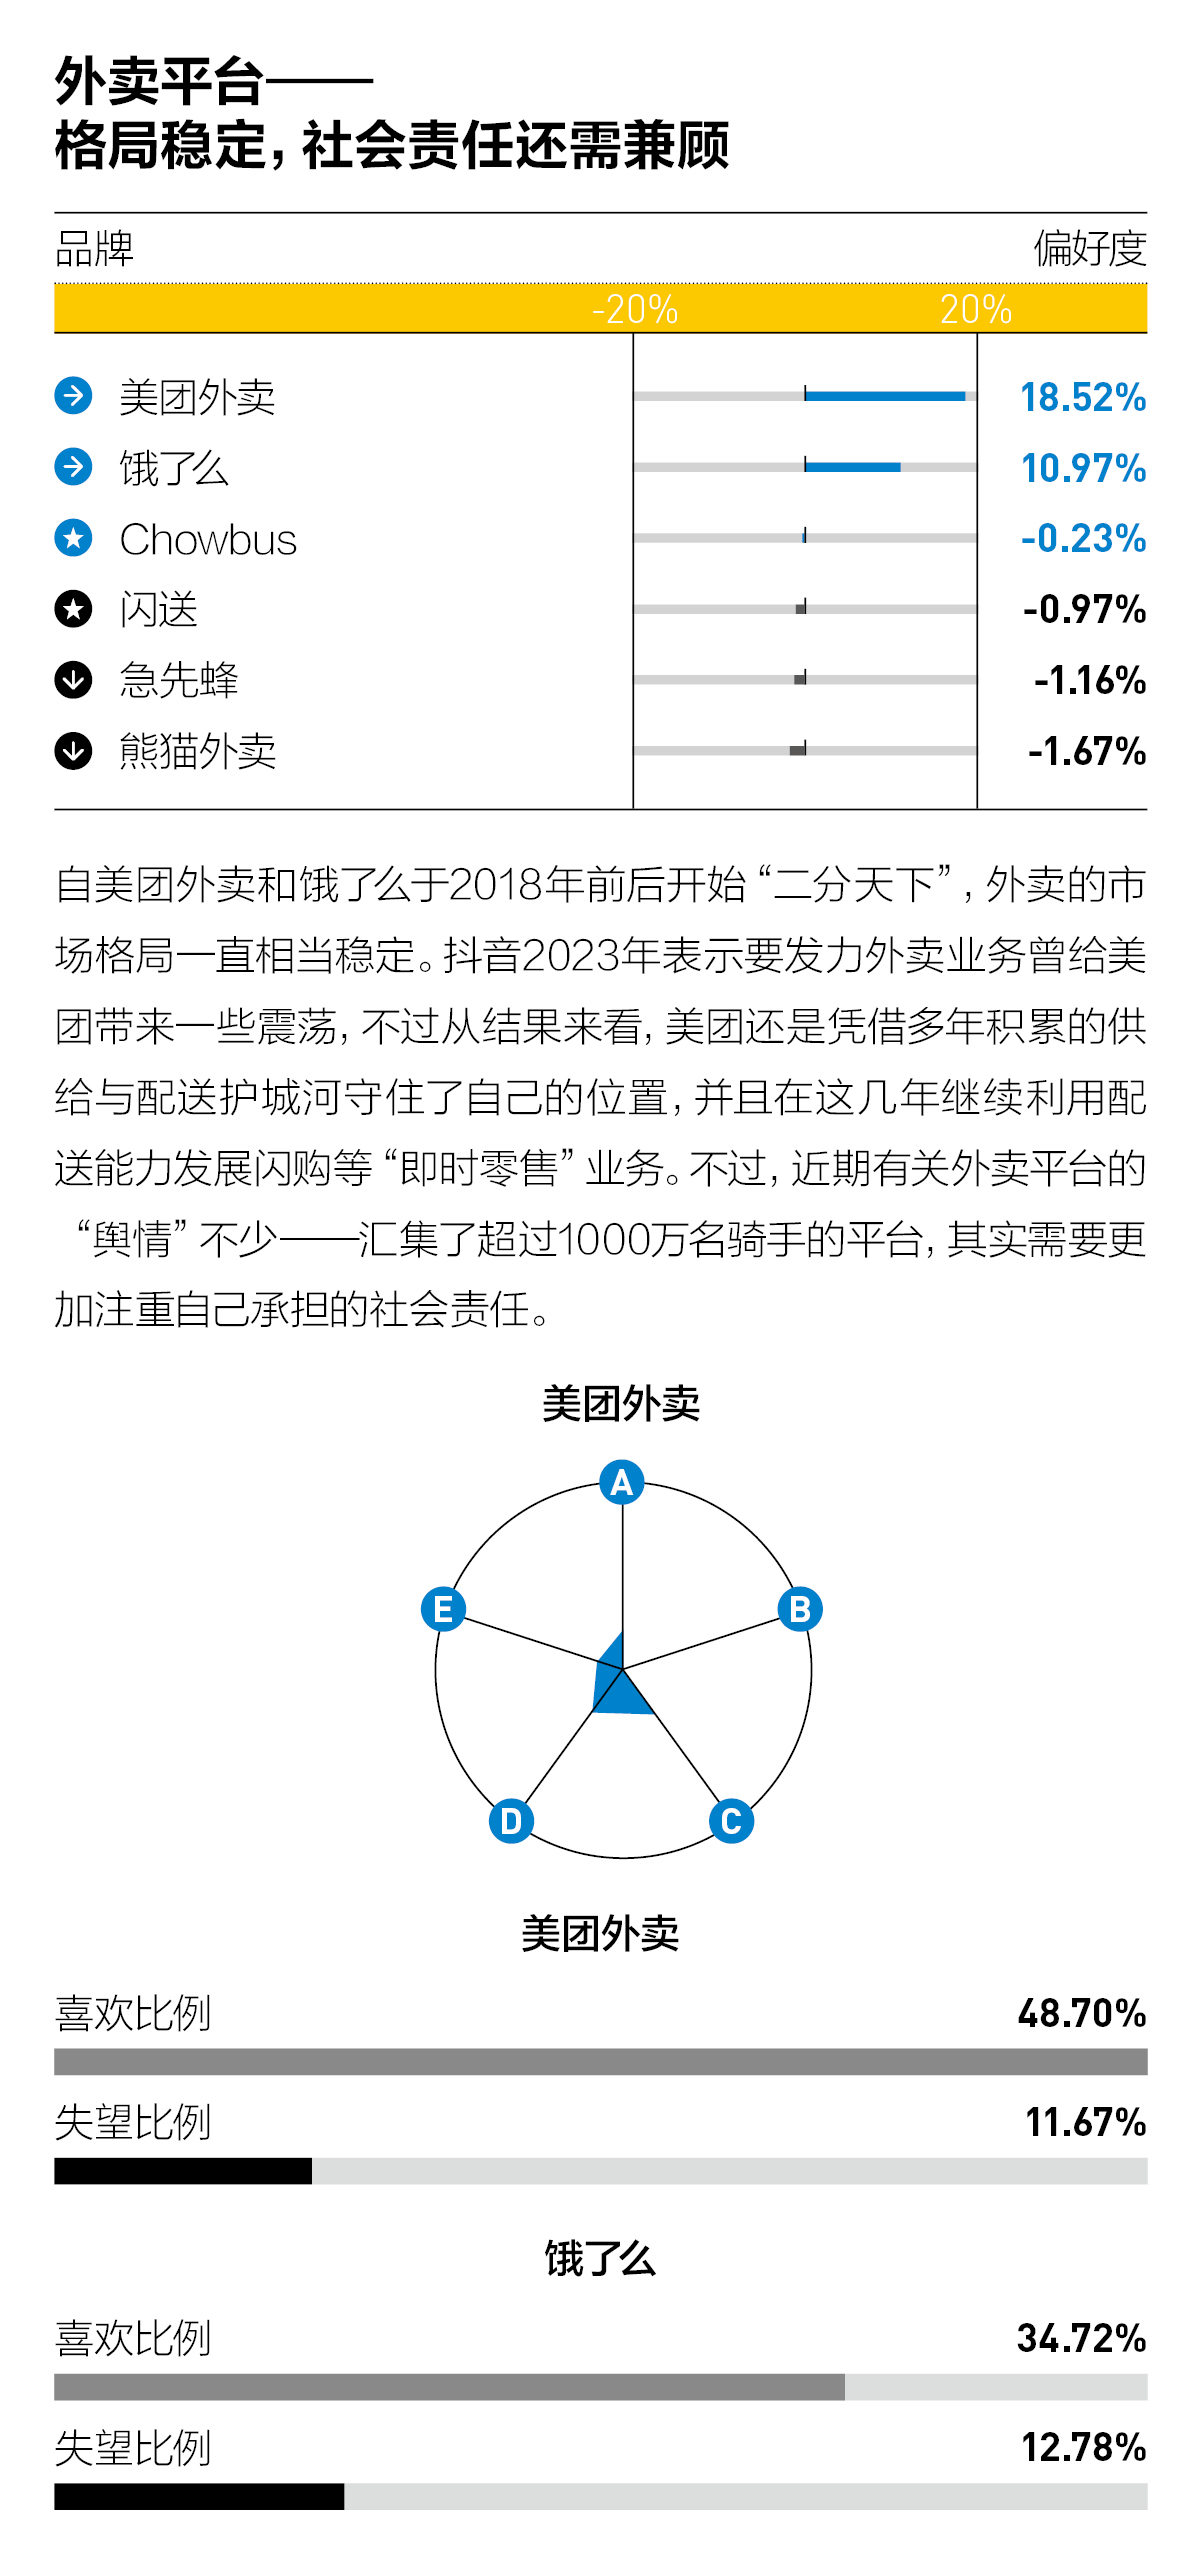 外卖平台——
格局稳定，社会责任还需兼顾
品牌 偏好度
-20% 20%
美团外卖 18.52%
饿了么 10.97%
Chowbus -0.23%
闪送 -0.97%
急先蜂 -1.16%
熊猫外卖 -1.67%
自美团外卖和饿了么于2018年前后开始“二分天下”，外卖的市
场格局一直相当稳定。抖音2023年表示要发力外卖业务曾给美
团带来一些震荡，不过从结果来看，美团还是凭借多年积累的供
给与配送护城河守住了自己的位置，并且在这几年继续利用配
送能力发展闪购等“即时零售”业务。不过，近期有关外卖平台的
“舆情”不少——汇集了超过1000万名骑手的平台，其实需要更
加注重自己承担的社会责任。
美团外卖
A
E B
D C
美团外卖
喜欢比例 48.70%
失望比例 11.67%
饿了么
喜欢比例 34.72%
失望比例 12.78%